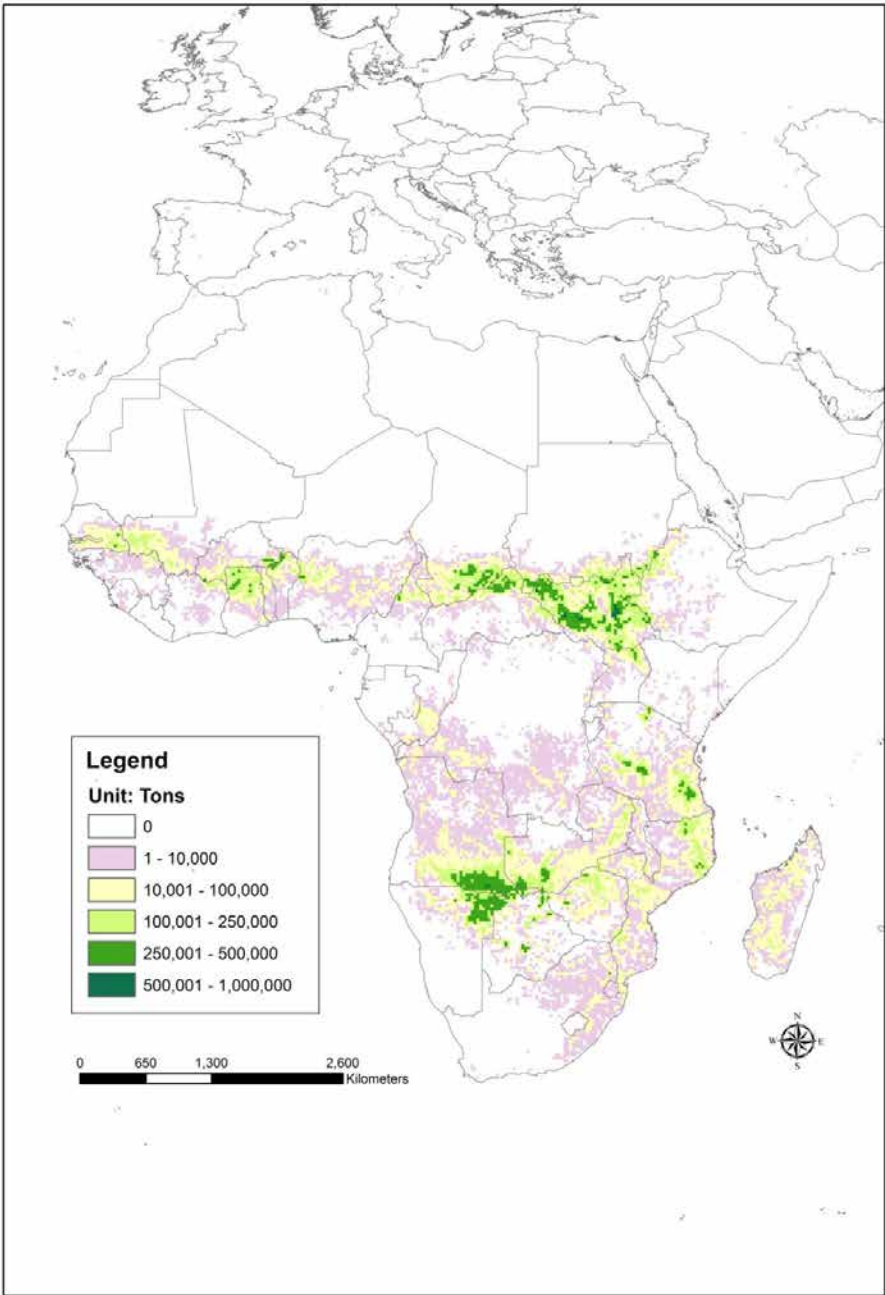 Legend
Unit: Tons
0
1 - 10,000
10,001 - 100,000
100,001 - 250,000
250,001 - 500,000
500,001 - 1,000,000
N
W E
S
0 650 1,300 2,600
Kilometers